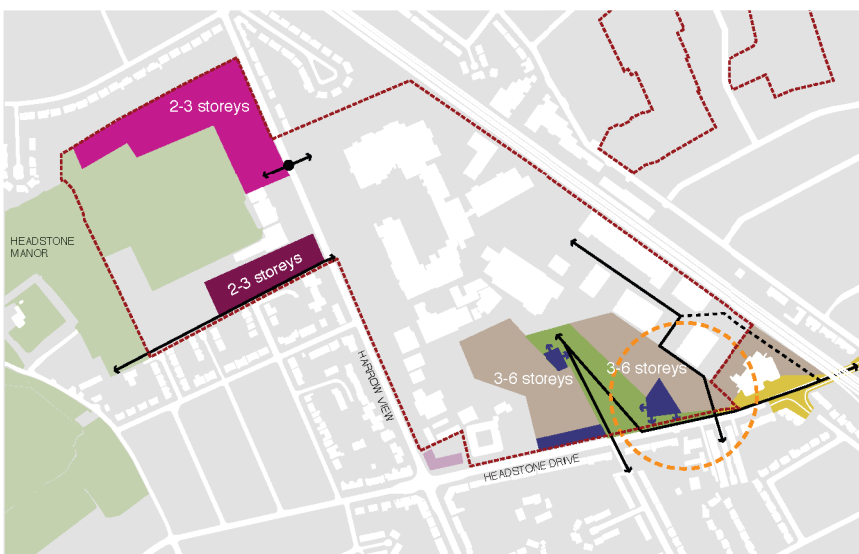 2-3 storeys
HEADSTONE
MANOR
2-3 storeys
HARROW VIEW
3-6 storeys
3-6 storeys
HEADSTONE DRIVE